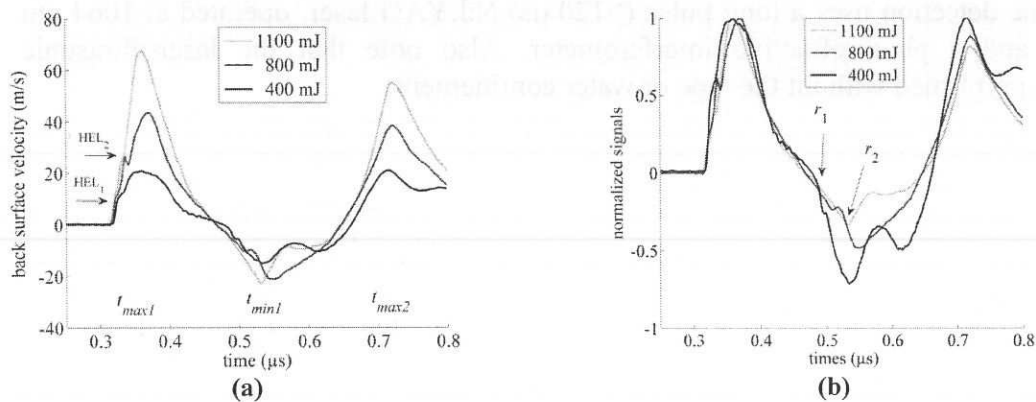 80
60
40
20
0
-20
-40
back surface velocity (m/s)
1100 mJ
800 mJ
400 mJ
HEL2
HEL1
tmax1
tmin1
tmax2
0.3 0.4 0.5 0.6 0.7 0.8
time (µs)
(a)
1
0.5
0
-0.5
-1
normalized signals
1100 mJ
800 mJ
400 mJ
r1
r2
0.3 0.4 0.5 0.6 0.7 0.8
times (µs)
(b)